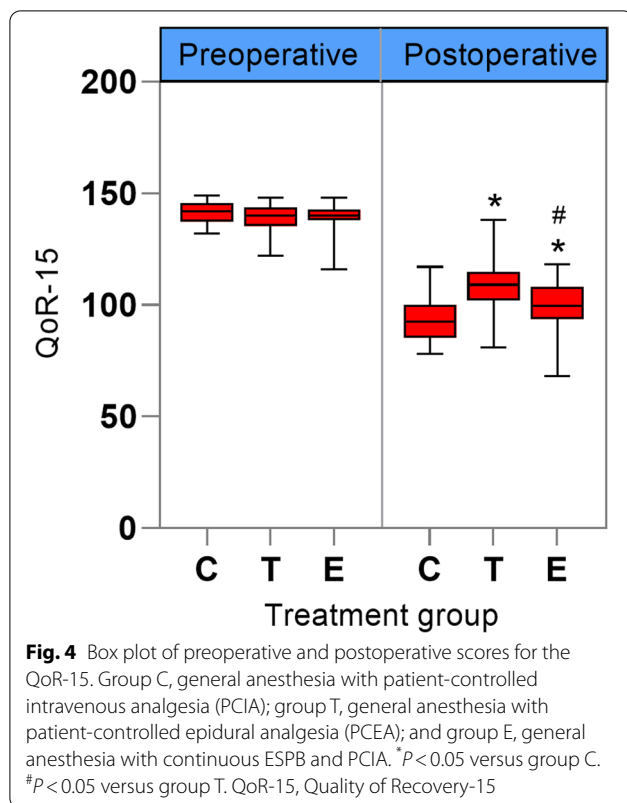 Preoperative Postoperative
200
150
100
50
0
QoR-15
* # *
C T E C T E
Treatment group
Fig. 4 Box plot of preoperative and postoperative scores for the
QoR-15. Group C, general anesthesia with patient-controlled
intravenous analgesia (PCIA); group T, general anesthesia with
patient-controlled epidural analgesia (PCEA); and group E, general
anesthesia with continuous ESPB and PCIA. *P < 0.05 versus group C.
#P < 0.05 versus group T. QoR-15, Quality of Recovery-15